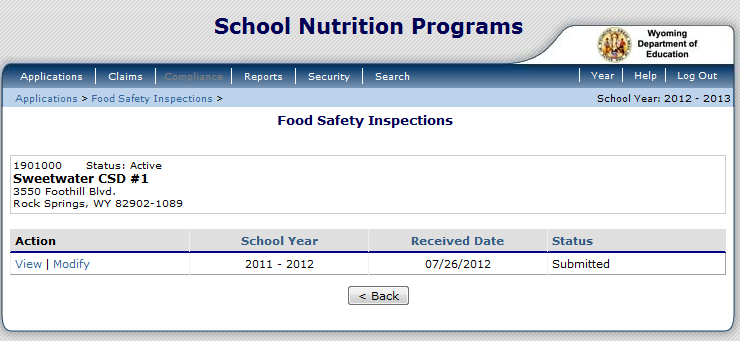 School Nutrition Programs
Wyoming
Department of
Education
Applications Claims Compliance Reports Security Search Year Help Log Out
Applications > Food Safety Inspections > School Year: 2012 - 2013
Food Safety Inspections
1901000 Status: Active
Sweetwater CSD #1
3550 Foothill Blvd.
Rock Springs, WY 82902-1089
Action School Year Received Date Status
View | Modify 2011 - 2012 07/26/2012 Submitted
< Back